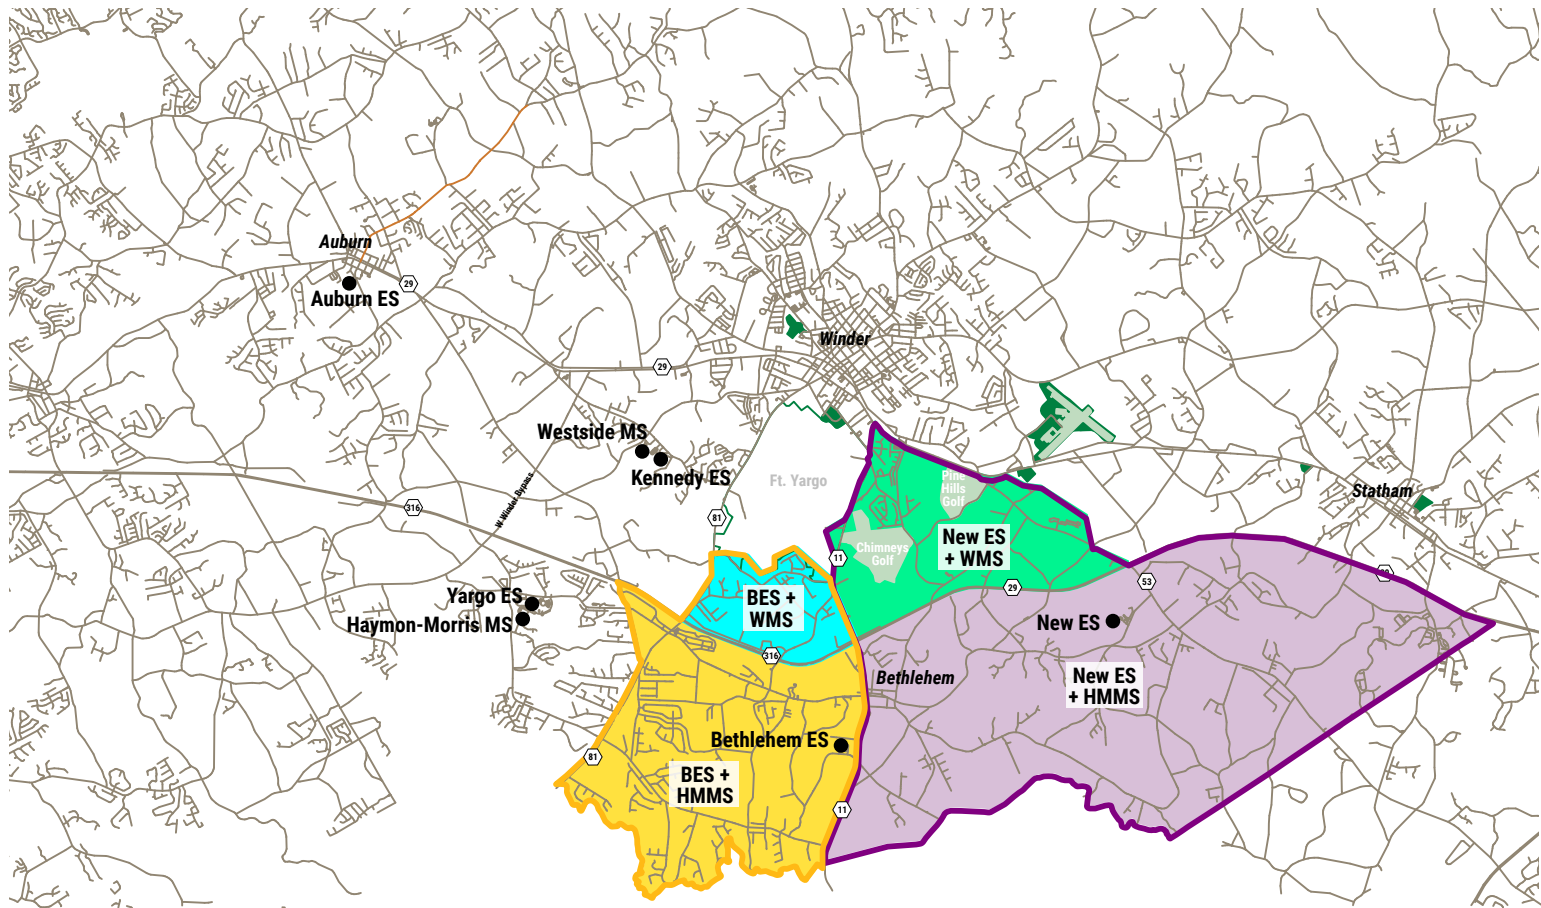 Auburn
29
Auburn ES
Winder
29
Westside MS
Kennedy ES
Ft. Yargo
Pine
Hills
Golf
Statham
W Winder Bypass
316
81
11
Chimneys
Golf
New ES
+ WMS
29
53
Yargo ES
Haymon-Morris MS
BES +
WMS
New ES
316
Bethlehem
New ES
+ HMMS
Bethlehem ES
81
BES +
HMMS
11